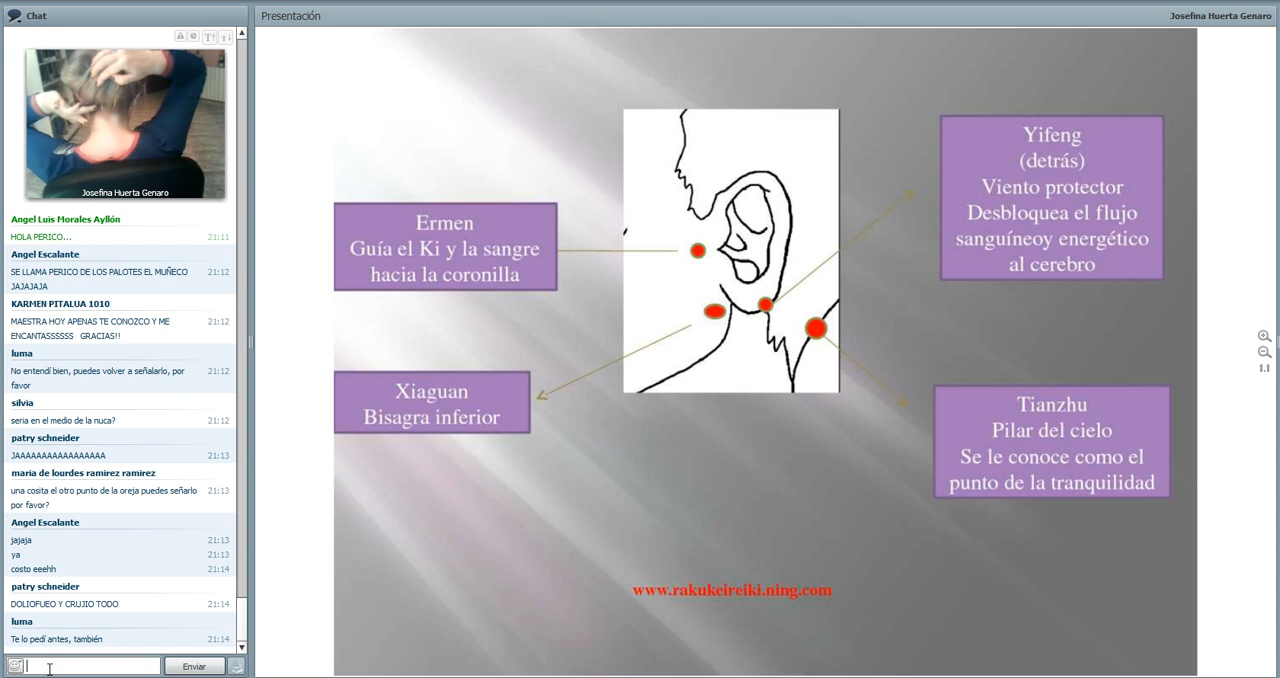 Chat
Josefina Huerta Genaro
Angel Luis Morales Ayllón
HOLA PERICO... 21:11
Angel Escalante
SE LLAMA PERICO DE LOS PALOTES EL MUÑECO 21:12
JAJAJAJA
KARMEN PITALUA 1010
MAESTRA HOY APENAS TE CONOZCO Y ME 21:12
ENCANTASSSSSS GRACIAS!!
luma
No entendí bien, puedes volver a señalarlo, por 21:12
favor
silvia
seria en el medio de la nuca? 21:12
patry schneider
JAAAAAAAAAAAAAAAAA 21:13
maria de lourdes ramirez ramirez
una cosita el otro punto de la oreja puedes señarlo 21:13
por favor?
Angel Escalante
jajaja 21:13
ya 21:13
costo eeehh 21:14
patry schneider
DOLIOFUEO Y CRUJIO TODO 21:14
luma
Te lo pedí antes, también 21:14
Enviar
Presentación
Josefina Huerta Genaro
Ermen
Guía el Ki y la sangre
hacia la coronilla
Xiaguan
Bisagra inferior
Yifeng
(detrás)
Viento protector
Desbloquea el flujo
sanguíneoy energético
al cerebro
Tianzhu
Pilar del cielo
Se le conoce como el
punto de la tranquilidad
www.rakukeireiki.ning.com
1.1